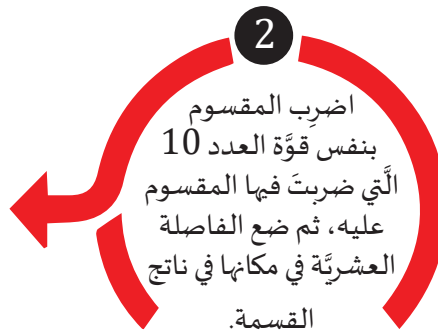 2
اضرِب المقسوم
بنفس قوَّة العدد 10
الَّتي ضربتَ فيها المقسوم
عليه، ثم ضع الفاصلة
العشريَّة في مكانها في ناتج
القسمة.